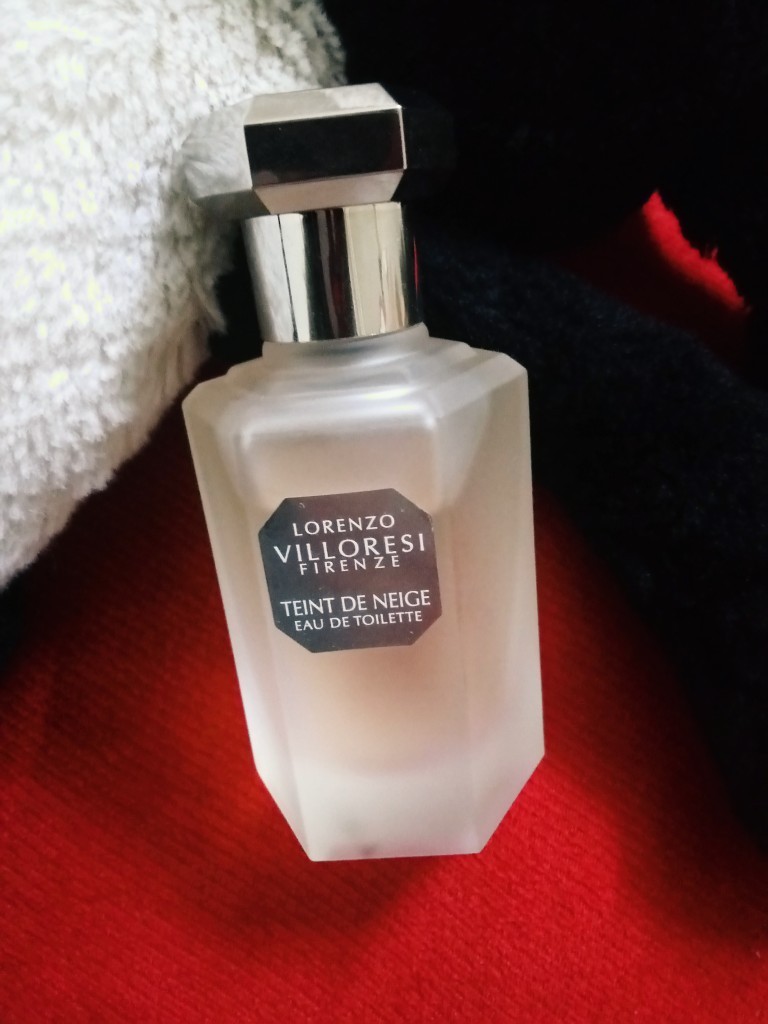 LORENZO
VILLORESI
FIRENZE
TEINT DE NEIGE
EAU DE TOILETTE